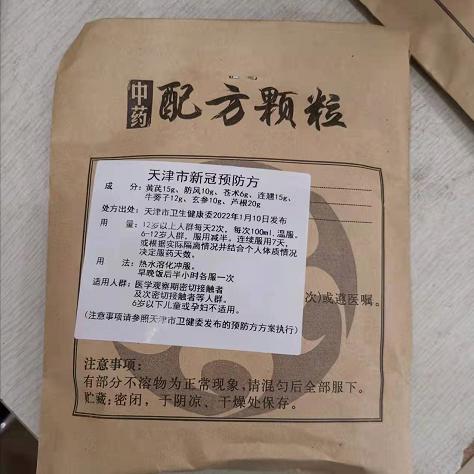 中药
配方颗粒
天津市新冠预防方
成 分：黄芪15g、防风10g、苍术6g、连翘15g、
牛蒡子12g、玄参10g、芦根20g
处方出处：天津市卫生健康委2022年1月10日发布
用 量：12岁以上人群每天2次，每次100ml，温服。
6-12岁人群，服用减半。连续服用7天，
或根据实际隔离情况并结合个人体质情况
决定服药天数。
用 法：热水溶化冲服。
早晚饭后半小时各服一次
适用人群：医学观察期密切接触者
及次密切接触者等人群。
6岁以下儿童或孕妇不适用。
（注意事项请参照天津市卫健委发布的预防方方案执行）
次)或遵医嘱。
注意事项：
有部分不溶物为正常现象，请混匀后全部服下。
贮藏：密闭，于阴凉、干燥处保存。